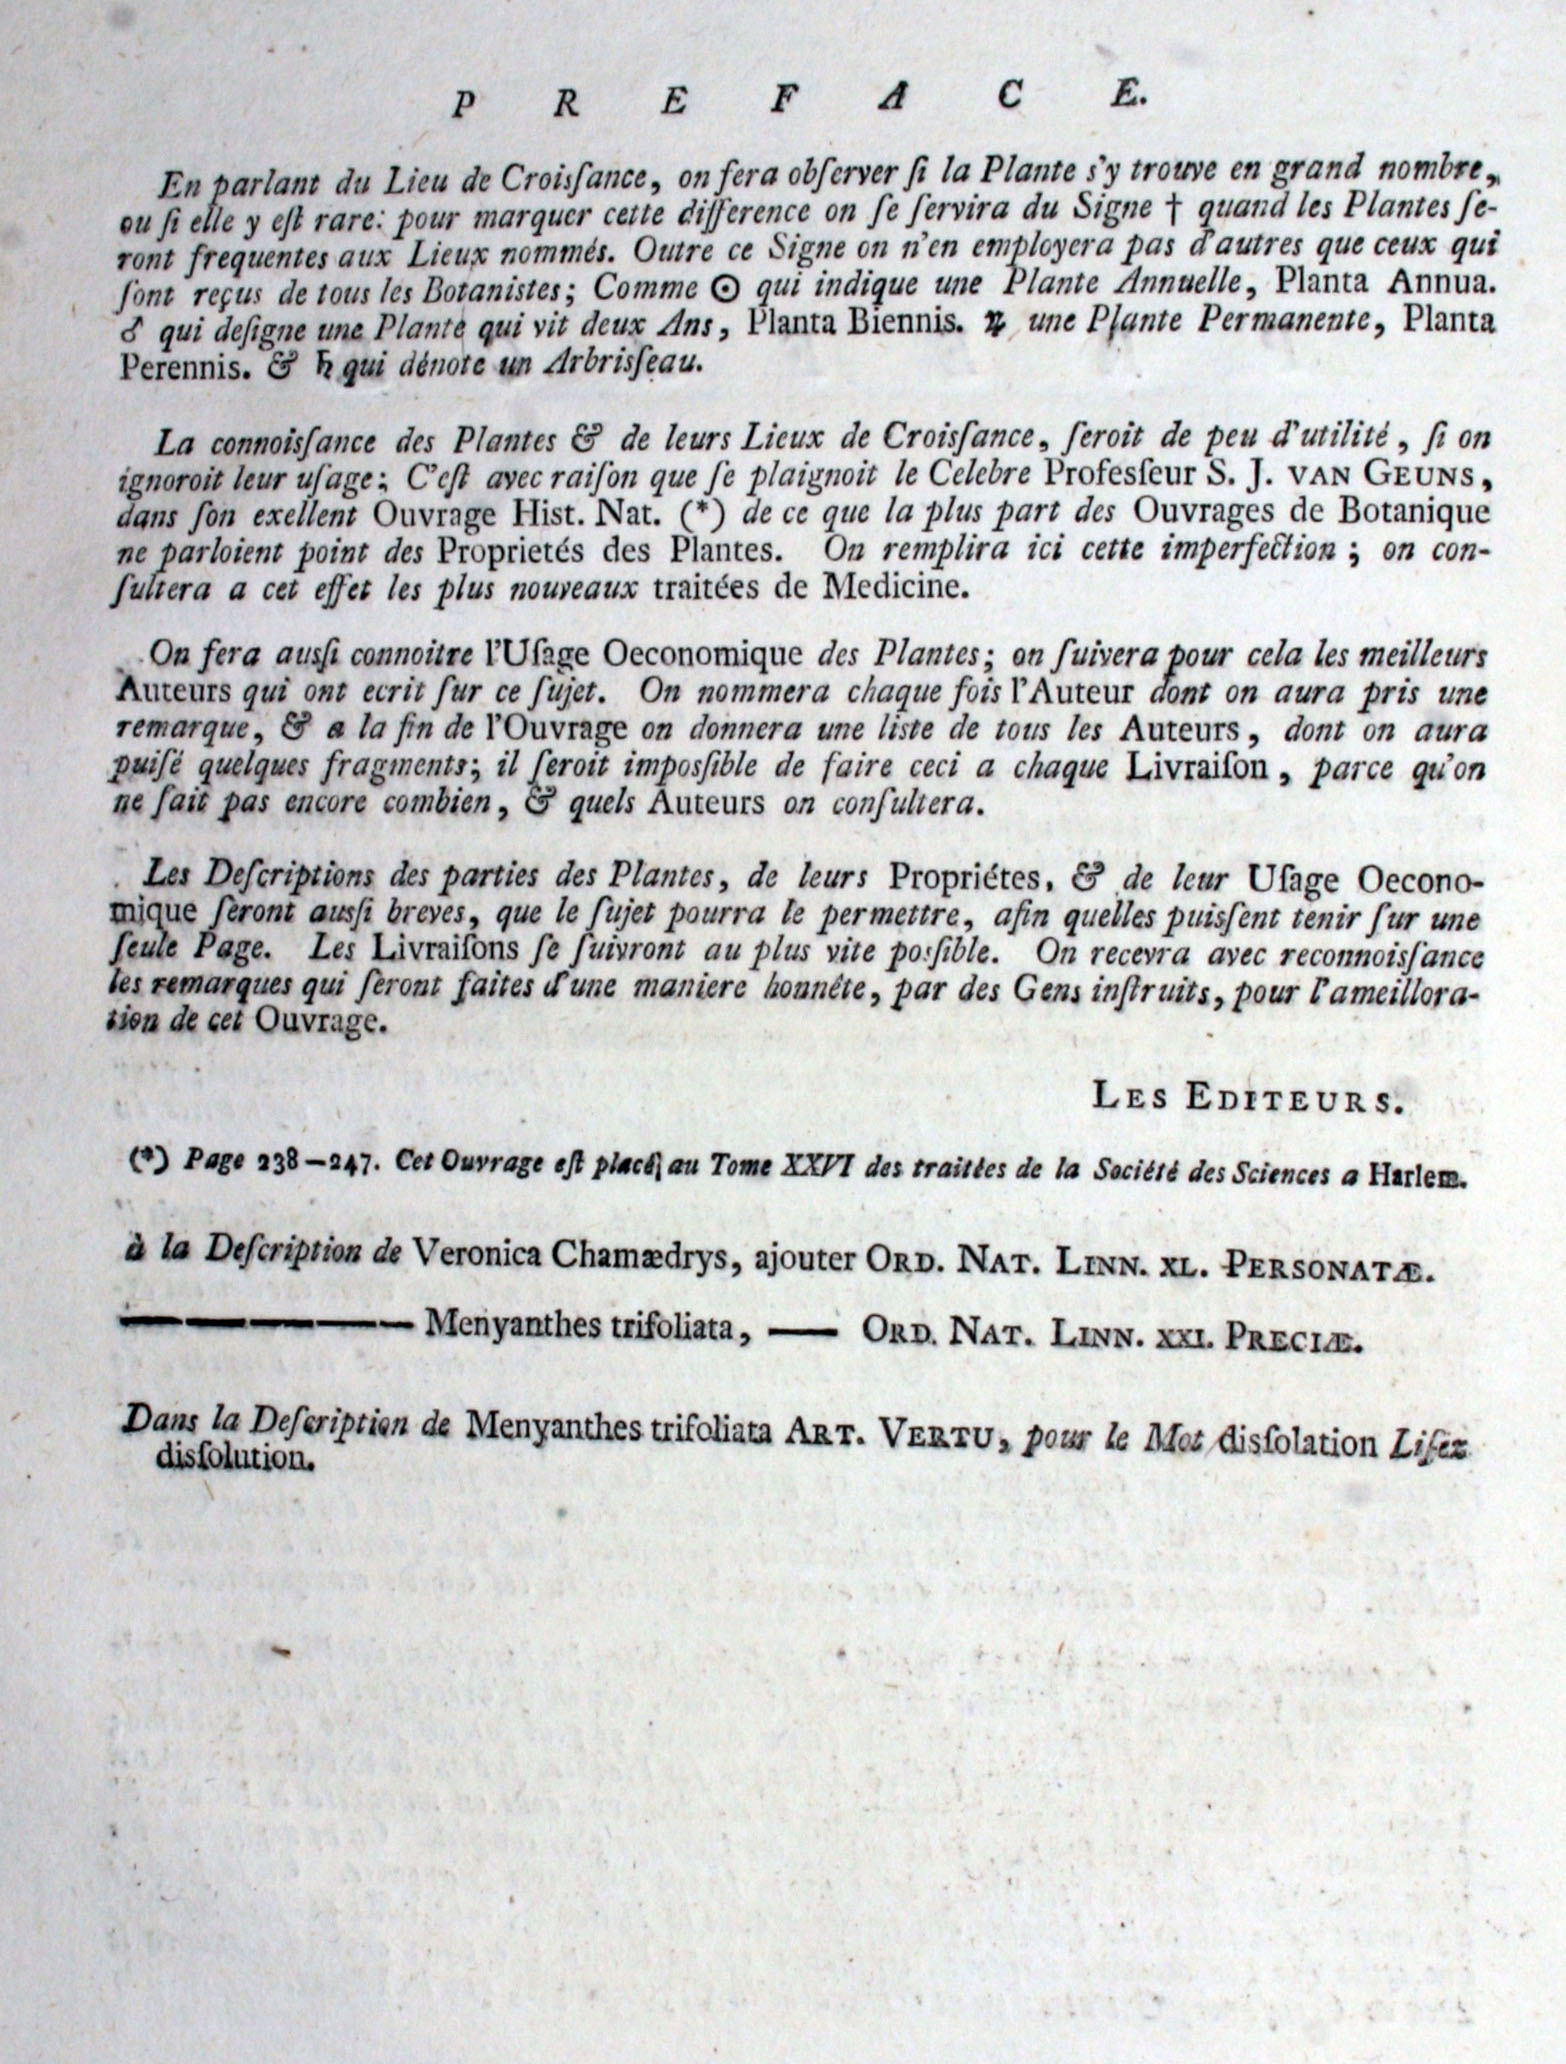 P R E F A C E.
En parlant du Lieu de Croisſance, on ſera obſerver ſi la Plante s'y trouve en grand nombre,
ou ſi elle y eſt rare: pour marquer cette difference on ſe ſervira du Signe † quand les Plantes ſe-
ront frequentes aux Lieux nommés. Outre ce Signe on n'en employera pas d'autres que ceux qui
ſont reçus de tous les Botanistes; Comme ☉ qui indique une Plante Annuelle, Planta Annua.
♂ qui deſigne une Plante qui vit deux Ans, Planta Biennis. ♃ une Plante Permanente, Planta
Perennis. & ♄ qui dénote un Arbrisſeau.
La connoisſance des Plantes & de leurs Lieux de Croisſance, ſeroit de peu d'utilité, ſi on
ignoroit leur uſage; C'eſt avec raiſon que ſe plaignoit le Celebre Profesſeur S. J. VAN GEUNS,
dans ſon exellent Ouvrage Hist. Nat. (*) de ce que la plus part des Ouvrages de Botanique
ne parloient point des Proprietés des Plantes. On remplira ici cette imperfection; on con-
ſultera a cet effet les plus nouveaux traitées de Medicine.
On fera ausſi connoitre l'Uſage Oeconomique des Plantes; on ſuivera pour cela les meilleurs
Auteurs qui ont ecrit ſur ce ſujet. On nommera chaque fois l'Auteur dont on aura pris une
remarque, & a la fin de l'Ouvrage on donnera une liste de tous les Auteurs, dont on aura
puiſé quelques fragments; il ſeroit imposſible de faire ceci a chaque Livraiſon, parce qu'on
ne ſait pas encore combien, & quels Auteurs on conſultera.
Les Deſcriptions des parties des Plantes, de leurs Propriétes, & de leur Uſage Oecono-
mique ſeront ausſi breves, que le ſujet pourra le permettre, afin quelles puisſent tenir ſur une
ſeule Page. Les Livraiſons ſe ſuivront au plus vite posſible. On recevra avec reconnoisſance
les remarques qui ſeront faites d'une maniere honnête, par des Gens inſtruits, pour l'ameillora-
tion de cet Ouvrage.
LES EDITEURS.
(*) Page 238—247. Cet Ouvrage eſt placé au Tome XXVI des traitées de la Société des Sciences a Harlem.
à la Deſcription de Veronica Chamædrys, ajouter ORD. NAT. LINN. XL. PERSONATÆ.
—————— Menyanthes trifoliata, —— ORD. NAT. LINN. XXI. PRECIÆ.
Dans la Deſcription de Menyanthes trifoliata ART. VERTU, pour le Mot disſolation Liſez
disſolution.